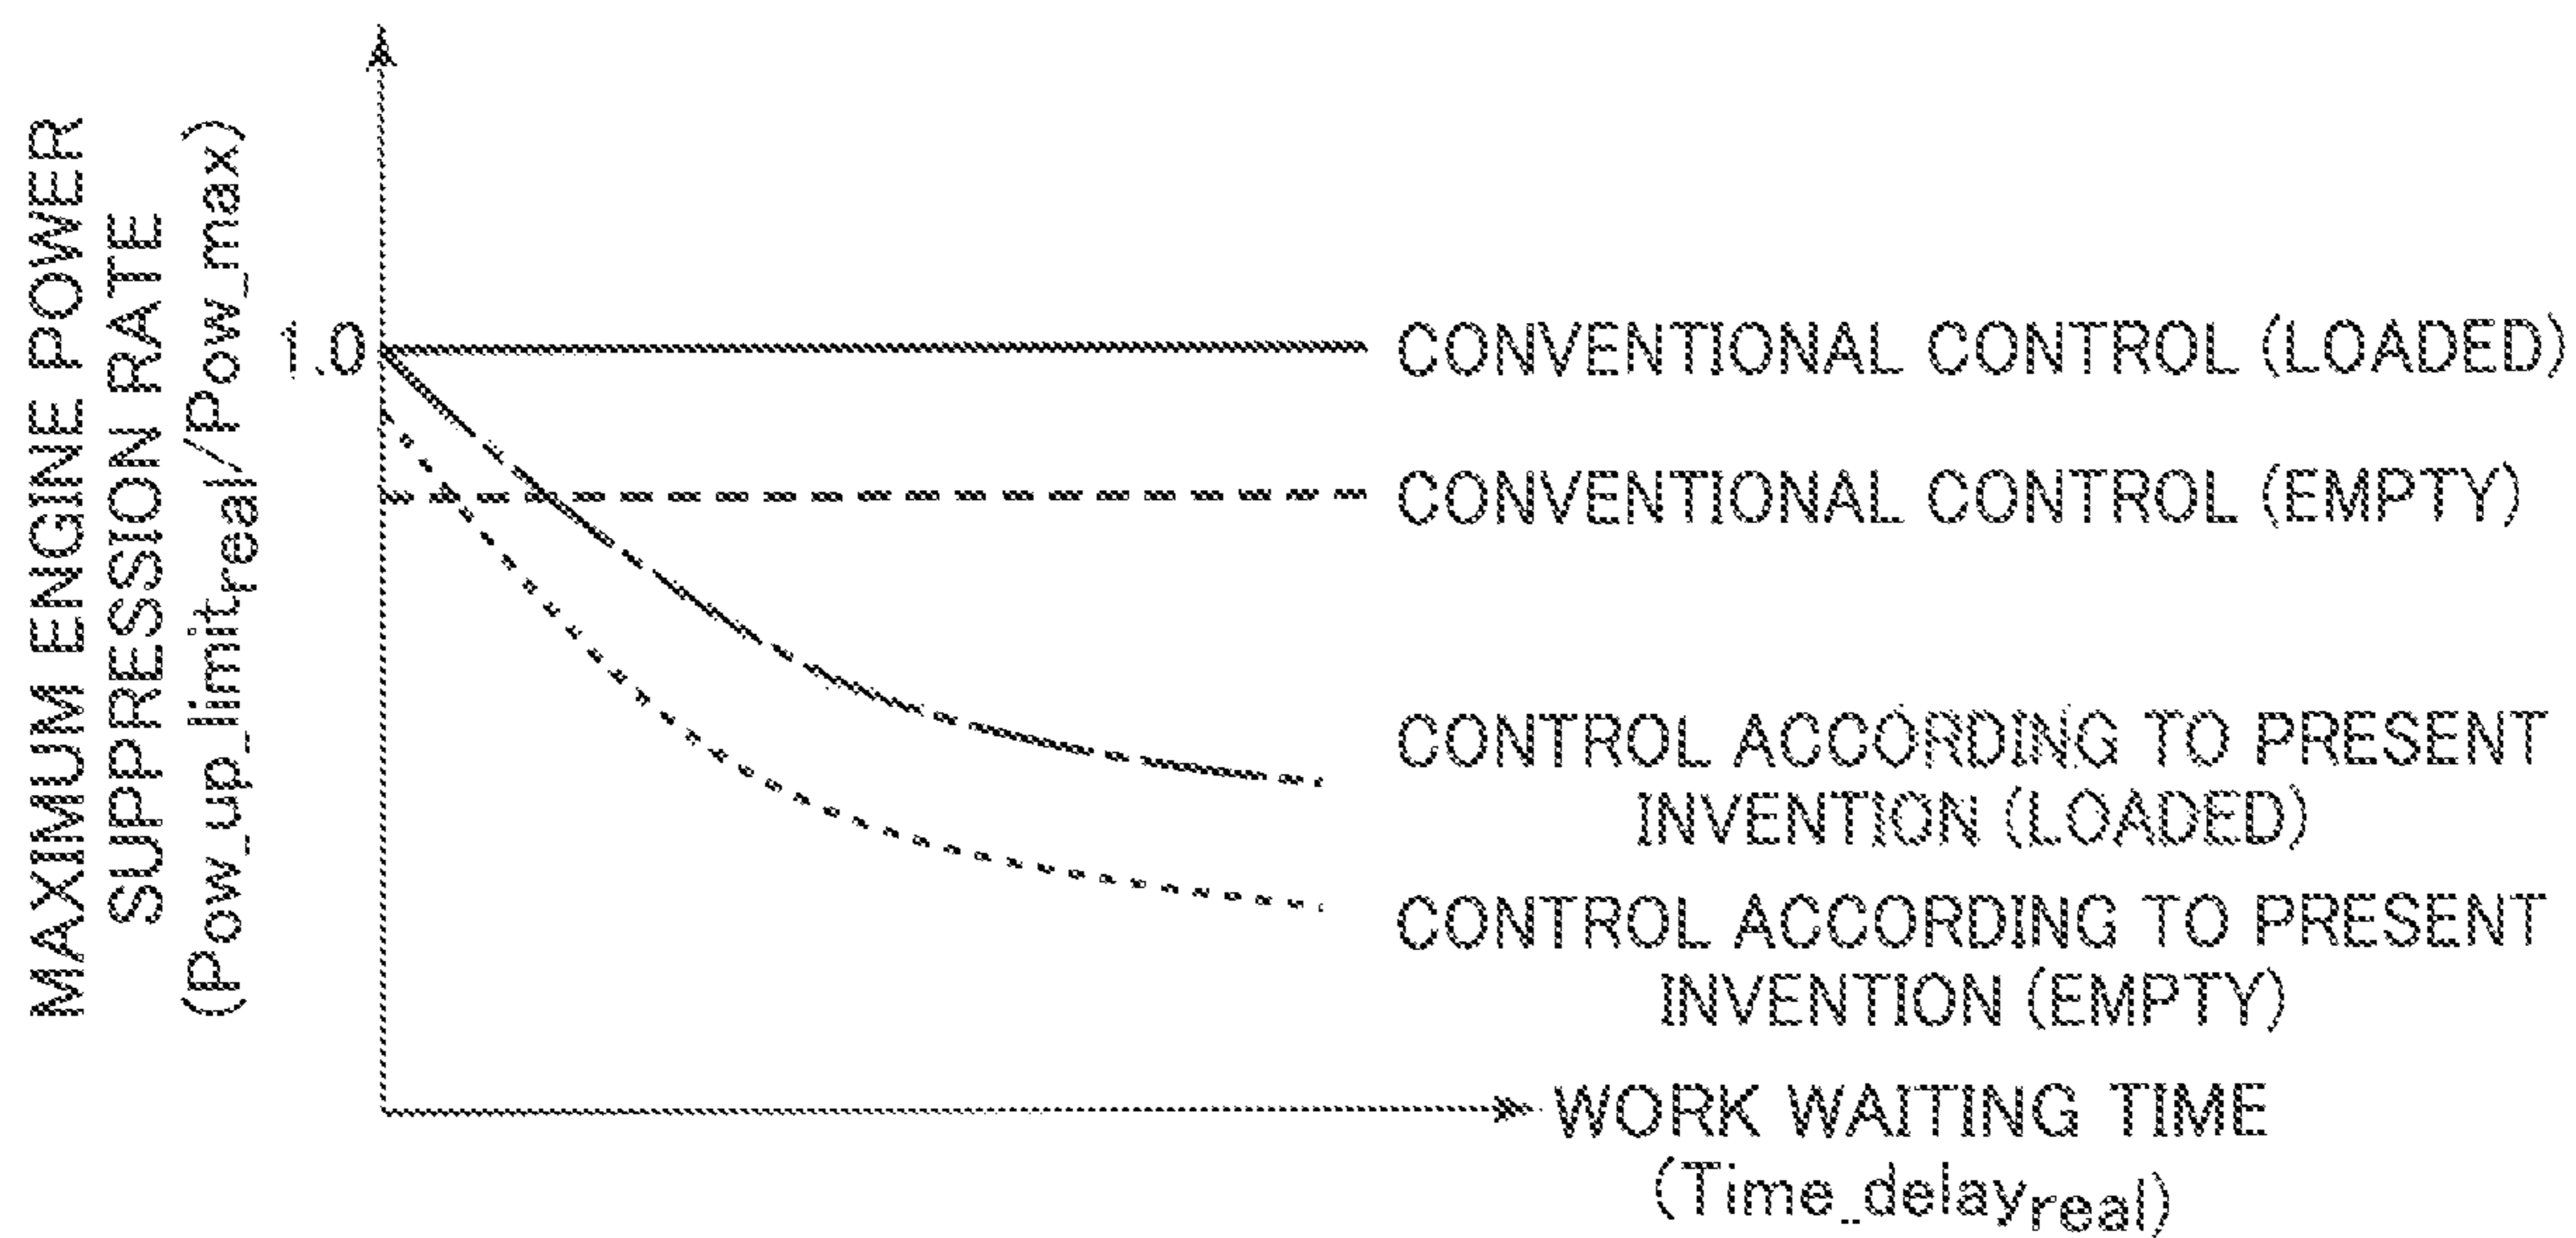 MAXIMUM ENGINE POWER
SUPPRESSION RATE
(Pow_up_limitreal/Pow_max)
1.0
CONVENTIONAL CONTROL (LOADED)
CONVENTIONAL CONTROL (EMPTY)
CONTROL ACCORDING TO PRESENT
INVENTION (LOADED)
CONTROL ACCORDING TO PRESENT
INVENTION (EMPTY)
WORK WAITING TIME
(Time_delayreal)